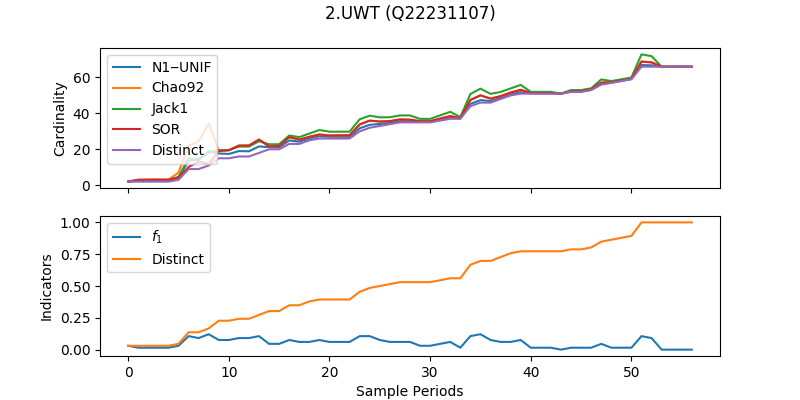 2.UWT (Q22231107)
Cardinality
60
40
20
0
N1‒UNIF
Chao92
Jack1
SOR
Distinct
Indicators
1.00
0.75
0.50
0.25
0.00
f₁
Distinct
0 10 20 30 40 50
Sample Periods